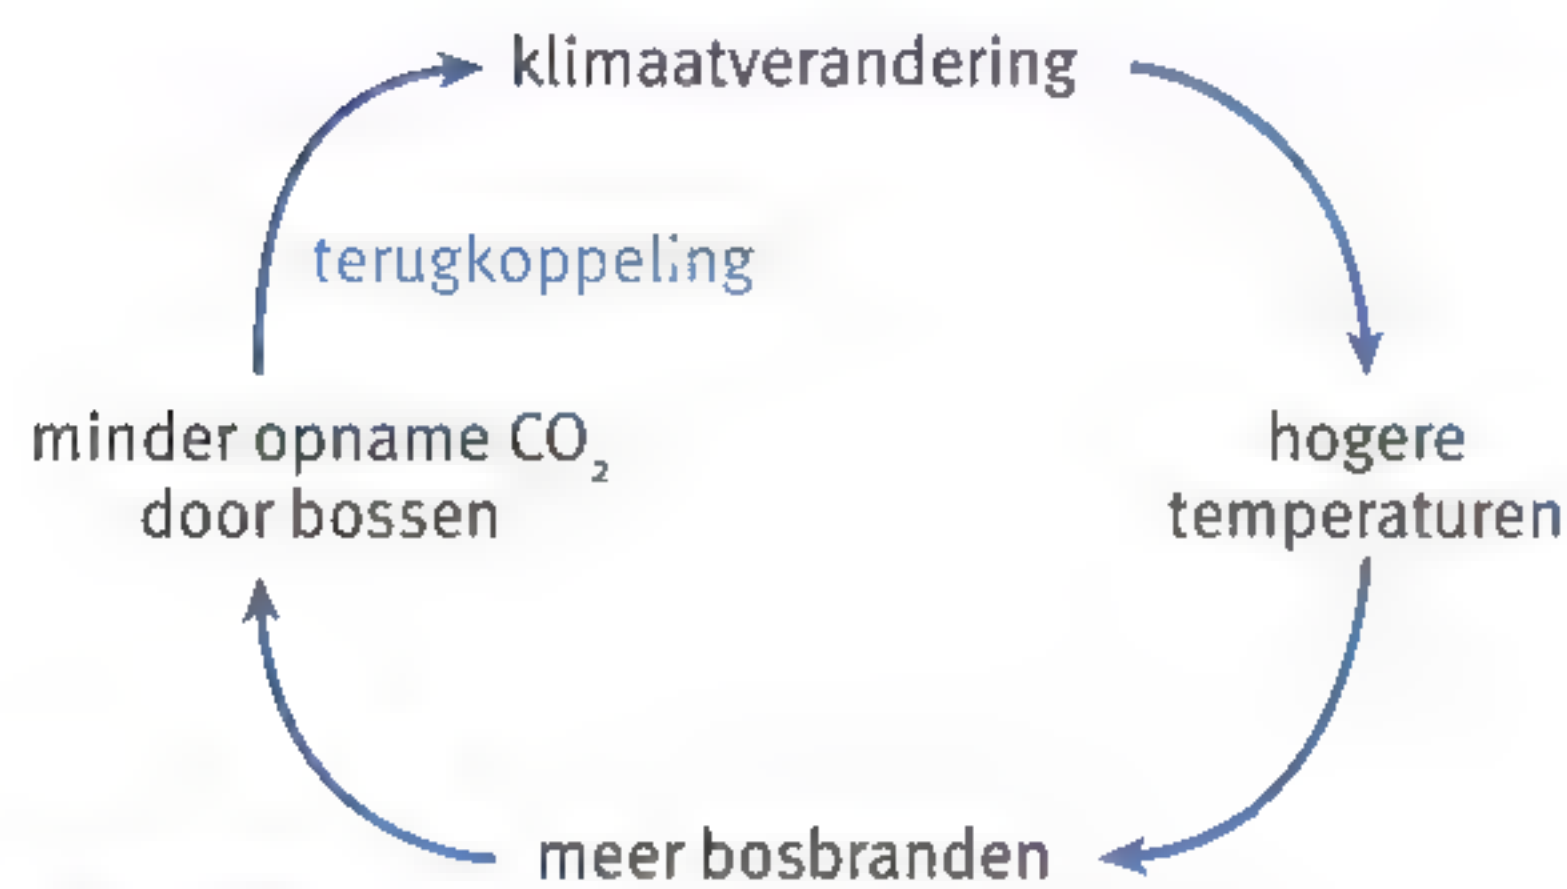 klimaatverandering
terugkoppeling
minder opname CO₂
door bossen
hogere
temperaturen
meer bosbranden